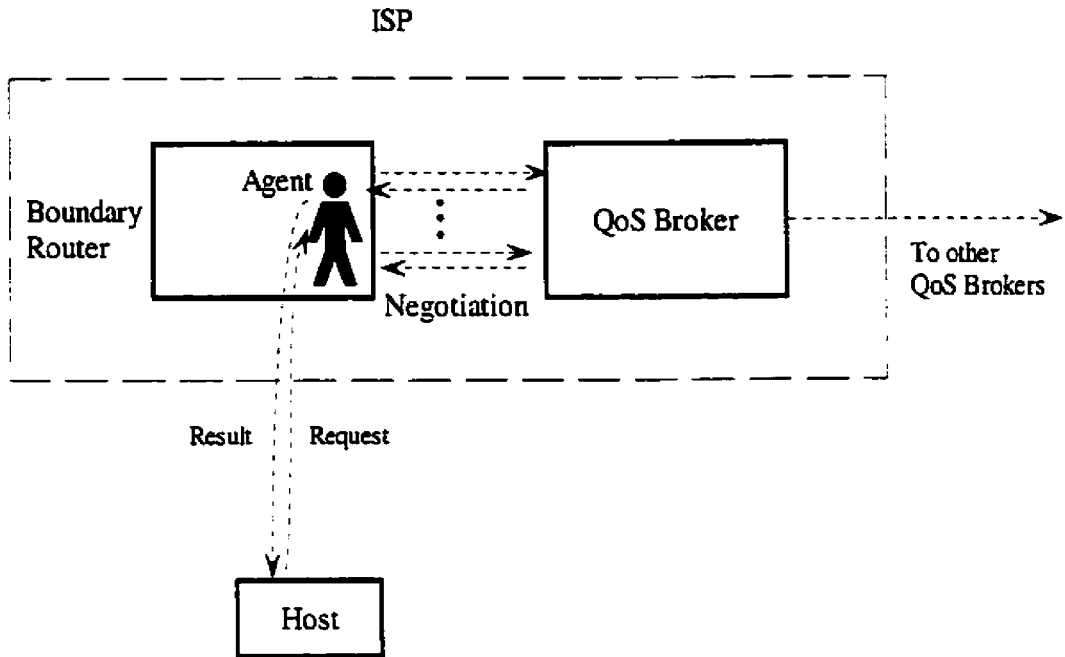 ISP
Agent
Boundary
Router
QoS Broker
To other
QoS Brokers
Negotiation
Result
Request
Host